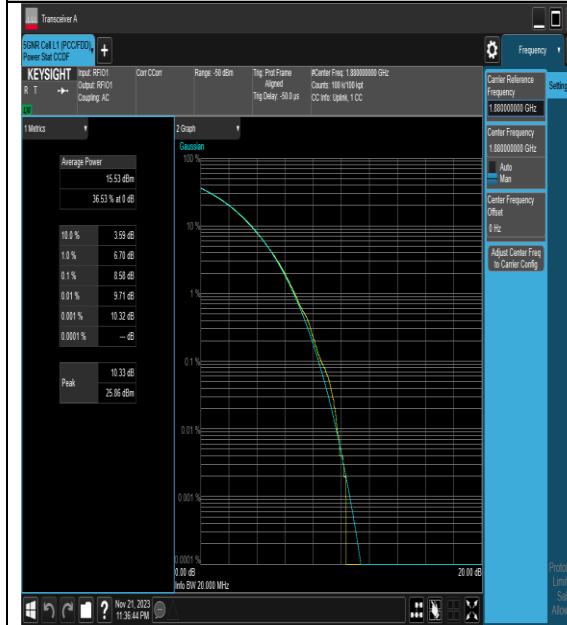 Transceiver A
5GNR Cell L1 (PCC/FDD),
Power Stat CCDF
+
Frequency
KEYSIGHT
R T
LV
Input: RFIO1
Output: RFIO1
Coupling: AC
Corr CCorr
Range: -50 dBm
Trig: Prot Frame
Aligned
Trig Delay: -50.0 µs
#Center Freq: 1.880000000 GHz
Counts: 100 k/100 kpt
CC Info: Uplink, 1 CC
1 Metrics
Average Power
15.53 dBm
36.53 % at 0 dB
10.0 % 3.59 dB
1.0 % 6.70 dB
0.1 % 8.58 dB
0.01 % 9.71 dB
0.001 % 10.32 dB
0.0001 % --- dB
Peak
10.33 dB
25.86 dBm
2 Graph
Gaussian
100 %
10 %
1 %
0.1 %
0.01 %
0.001 %
0.0001 %
0.00 dB
20.00 dB
Info BW 20.000 MHz
Carrier Reference
Frequency
1.880000000 GHz
Center Frequency
1.880000000 GHz
Auto
Man
Center Frequency
Offset
0 Hz
Adjust Center Freq
to Carrier Config
Nov 21, 2023
11:36:44 PM